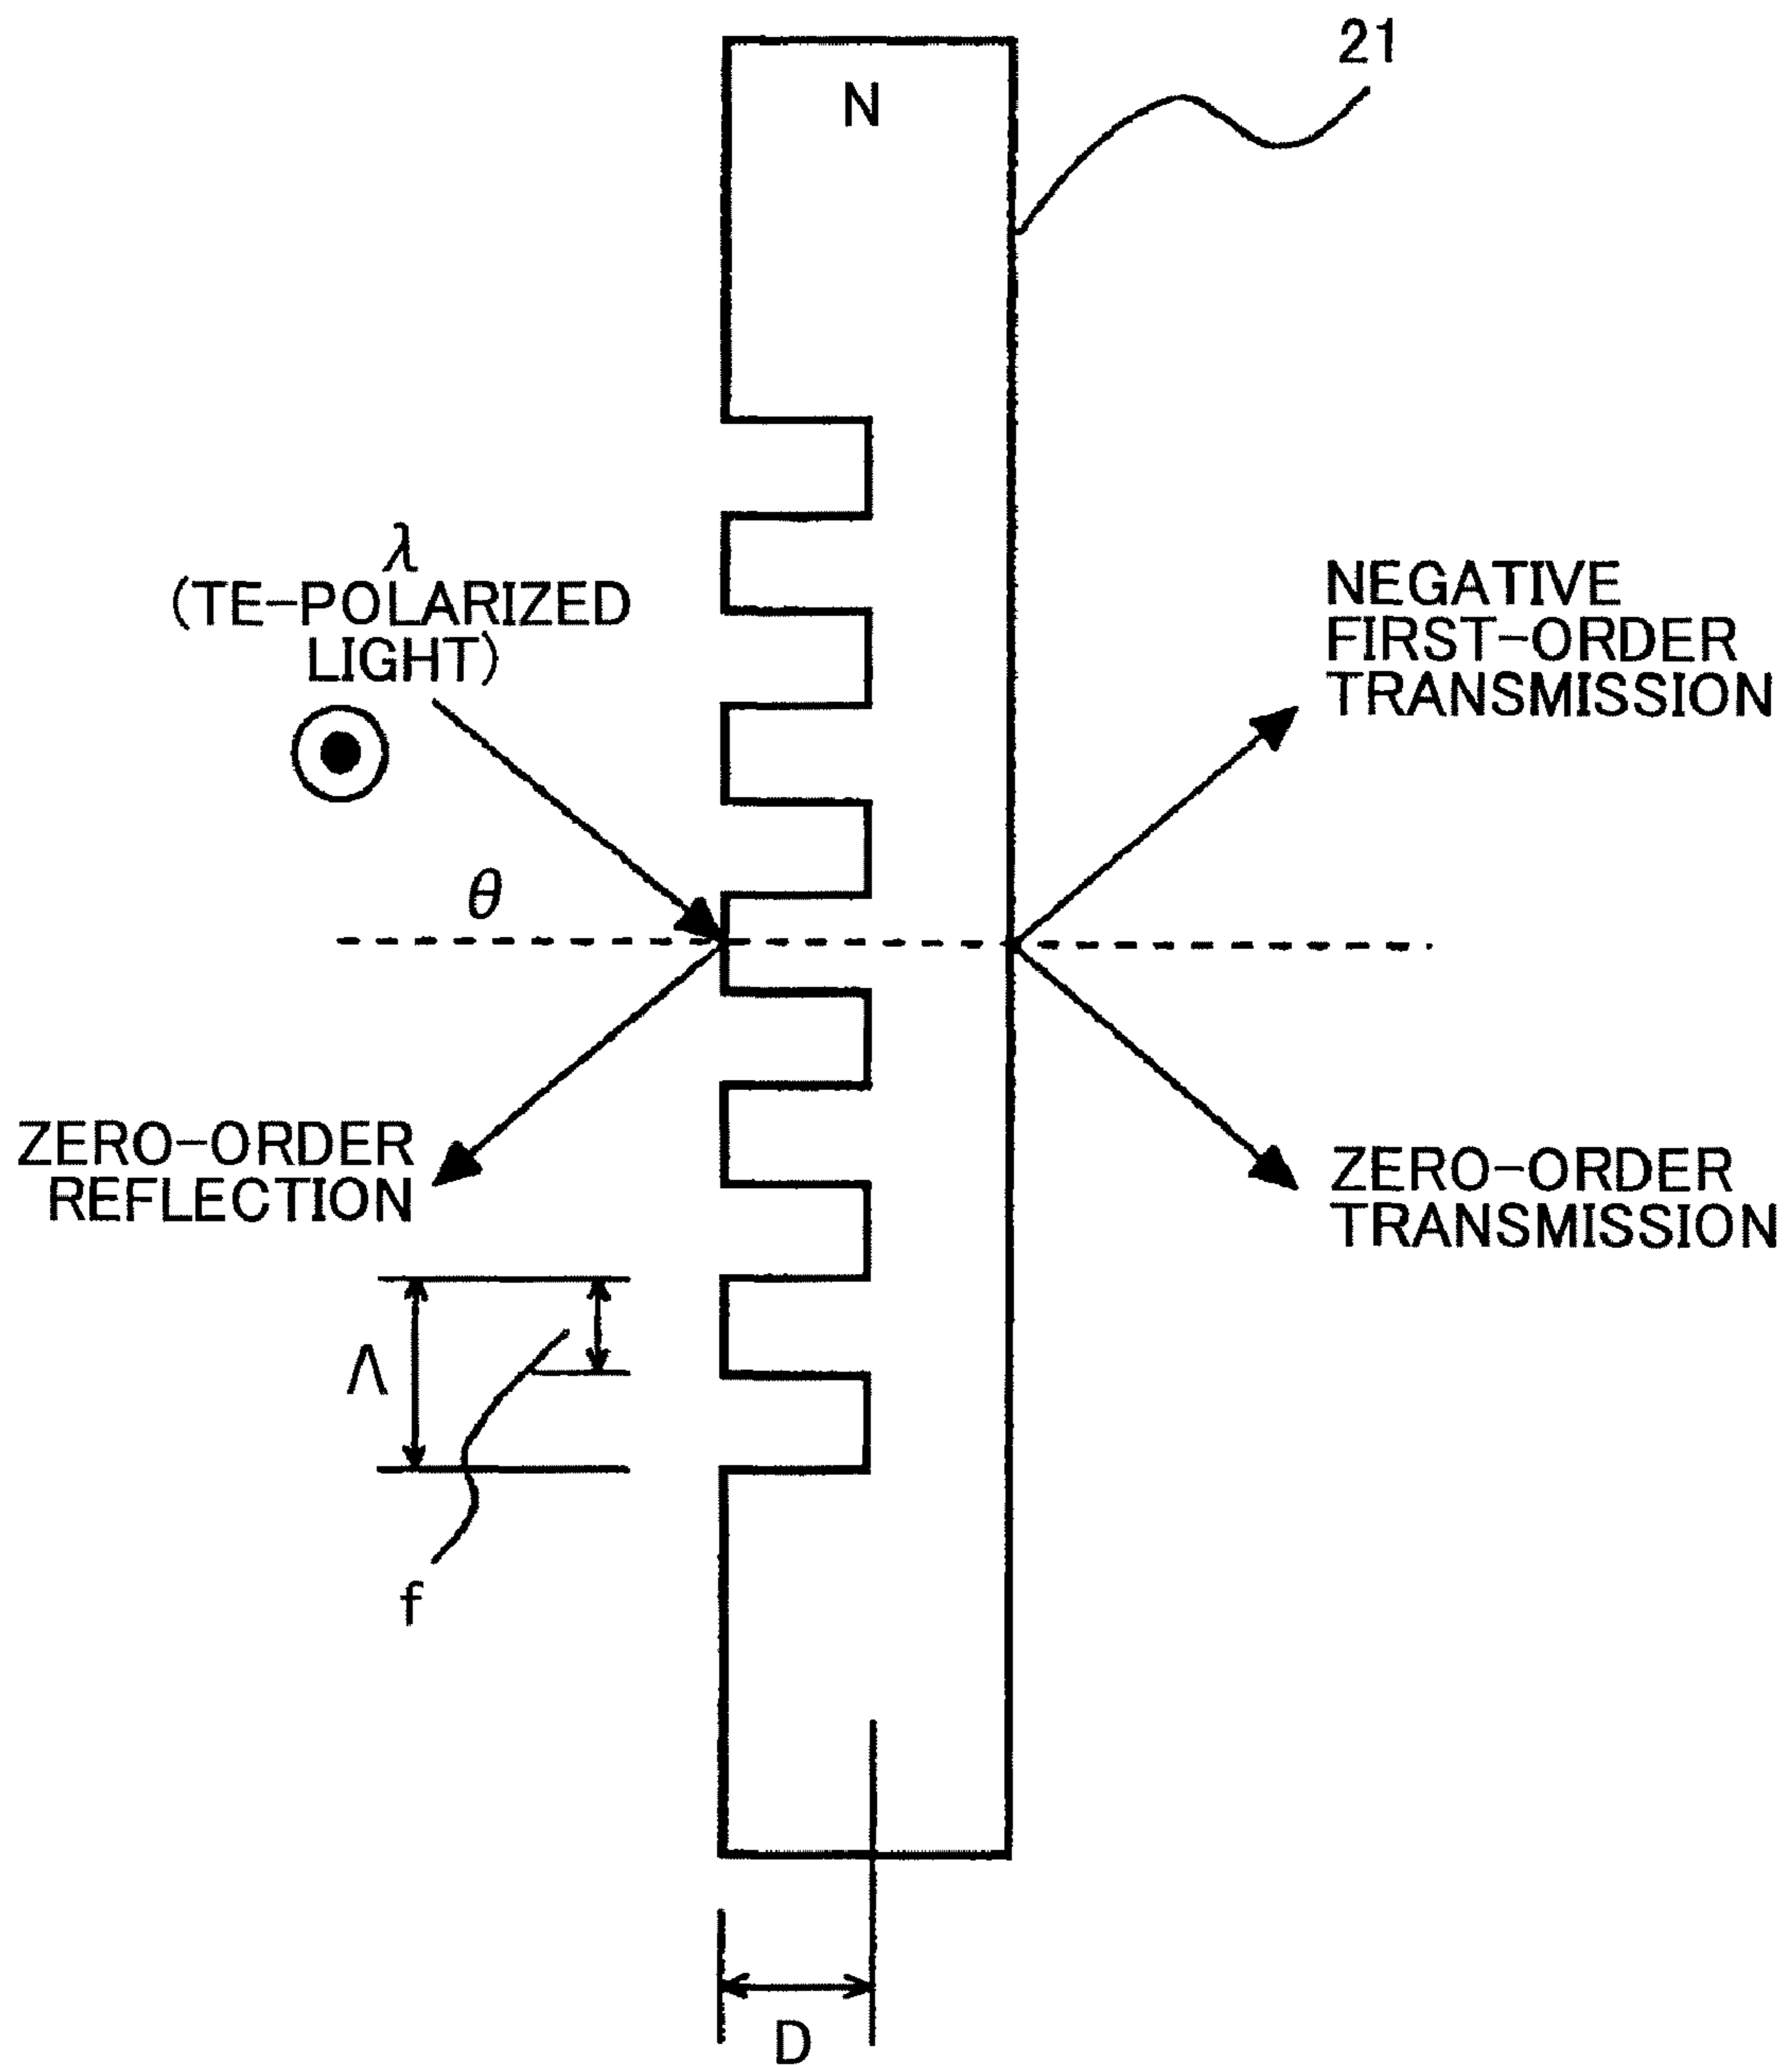 21
N
λ
(TE-POLARIZED
LIGHT)
NEGATIVE
FIRST-ORDER
TRANSMISSION
θ
ZERO-ORDER
REFLECTION
ZERO-ORDER
TRANSMISSION
Λ
f
D